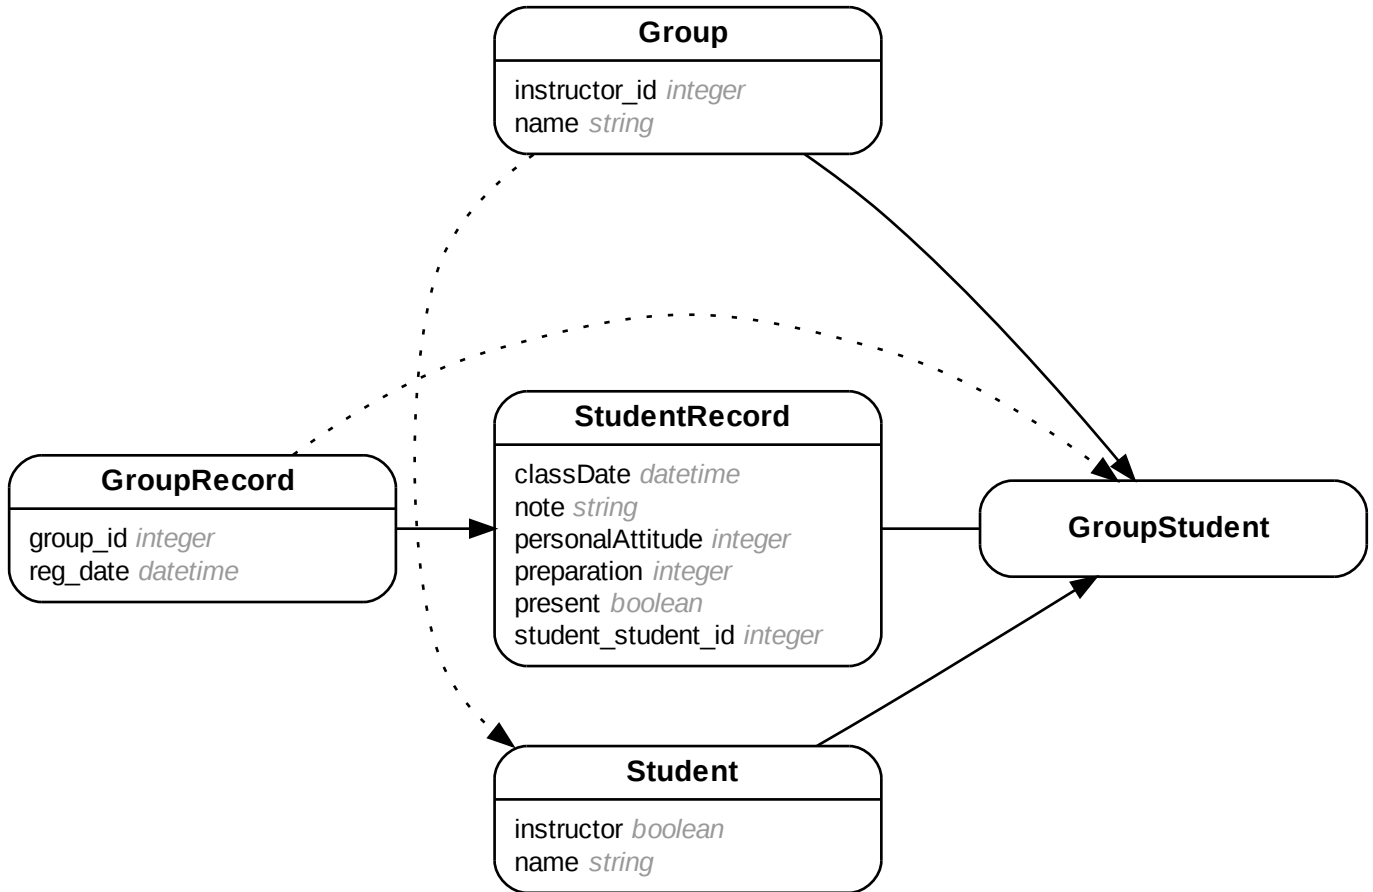 Group
instructor_id integer
name string
StudentRecord
classDate datetime
note string
personalAttitude integer
preparation integer
present boolean
student_student_id integer
GroupRecord
group_id integer
reg_date datetime
GroupStudent
Student
instructor boolean
name string